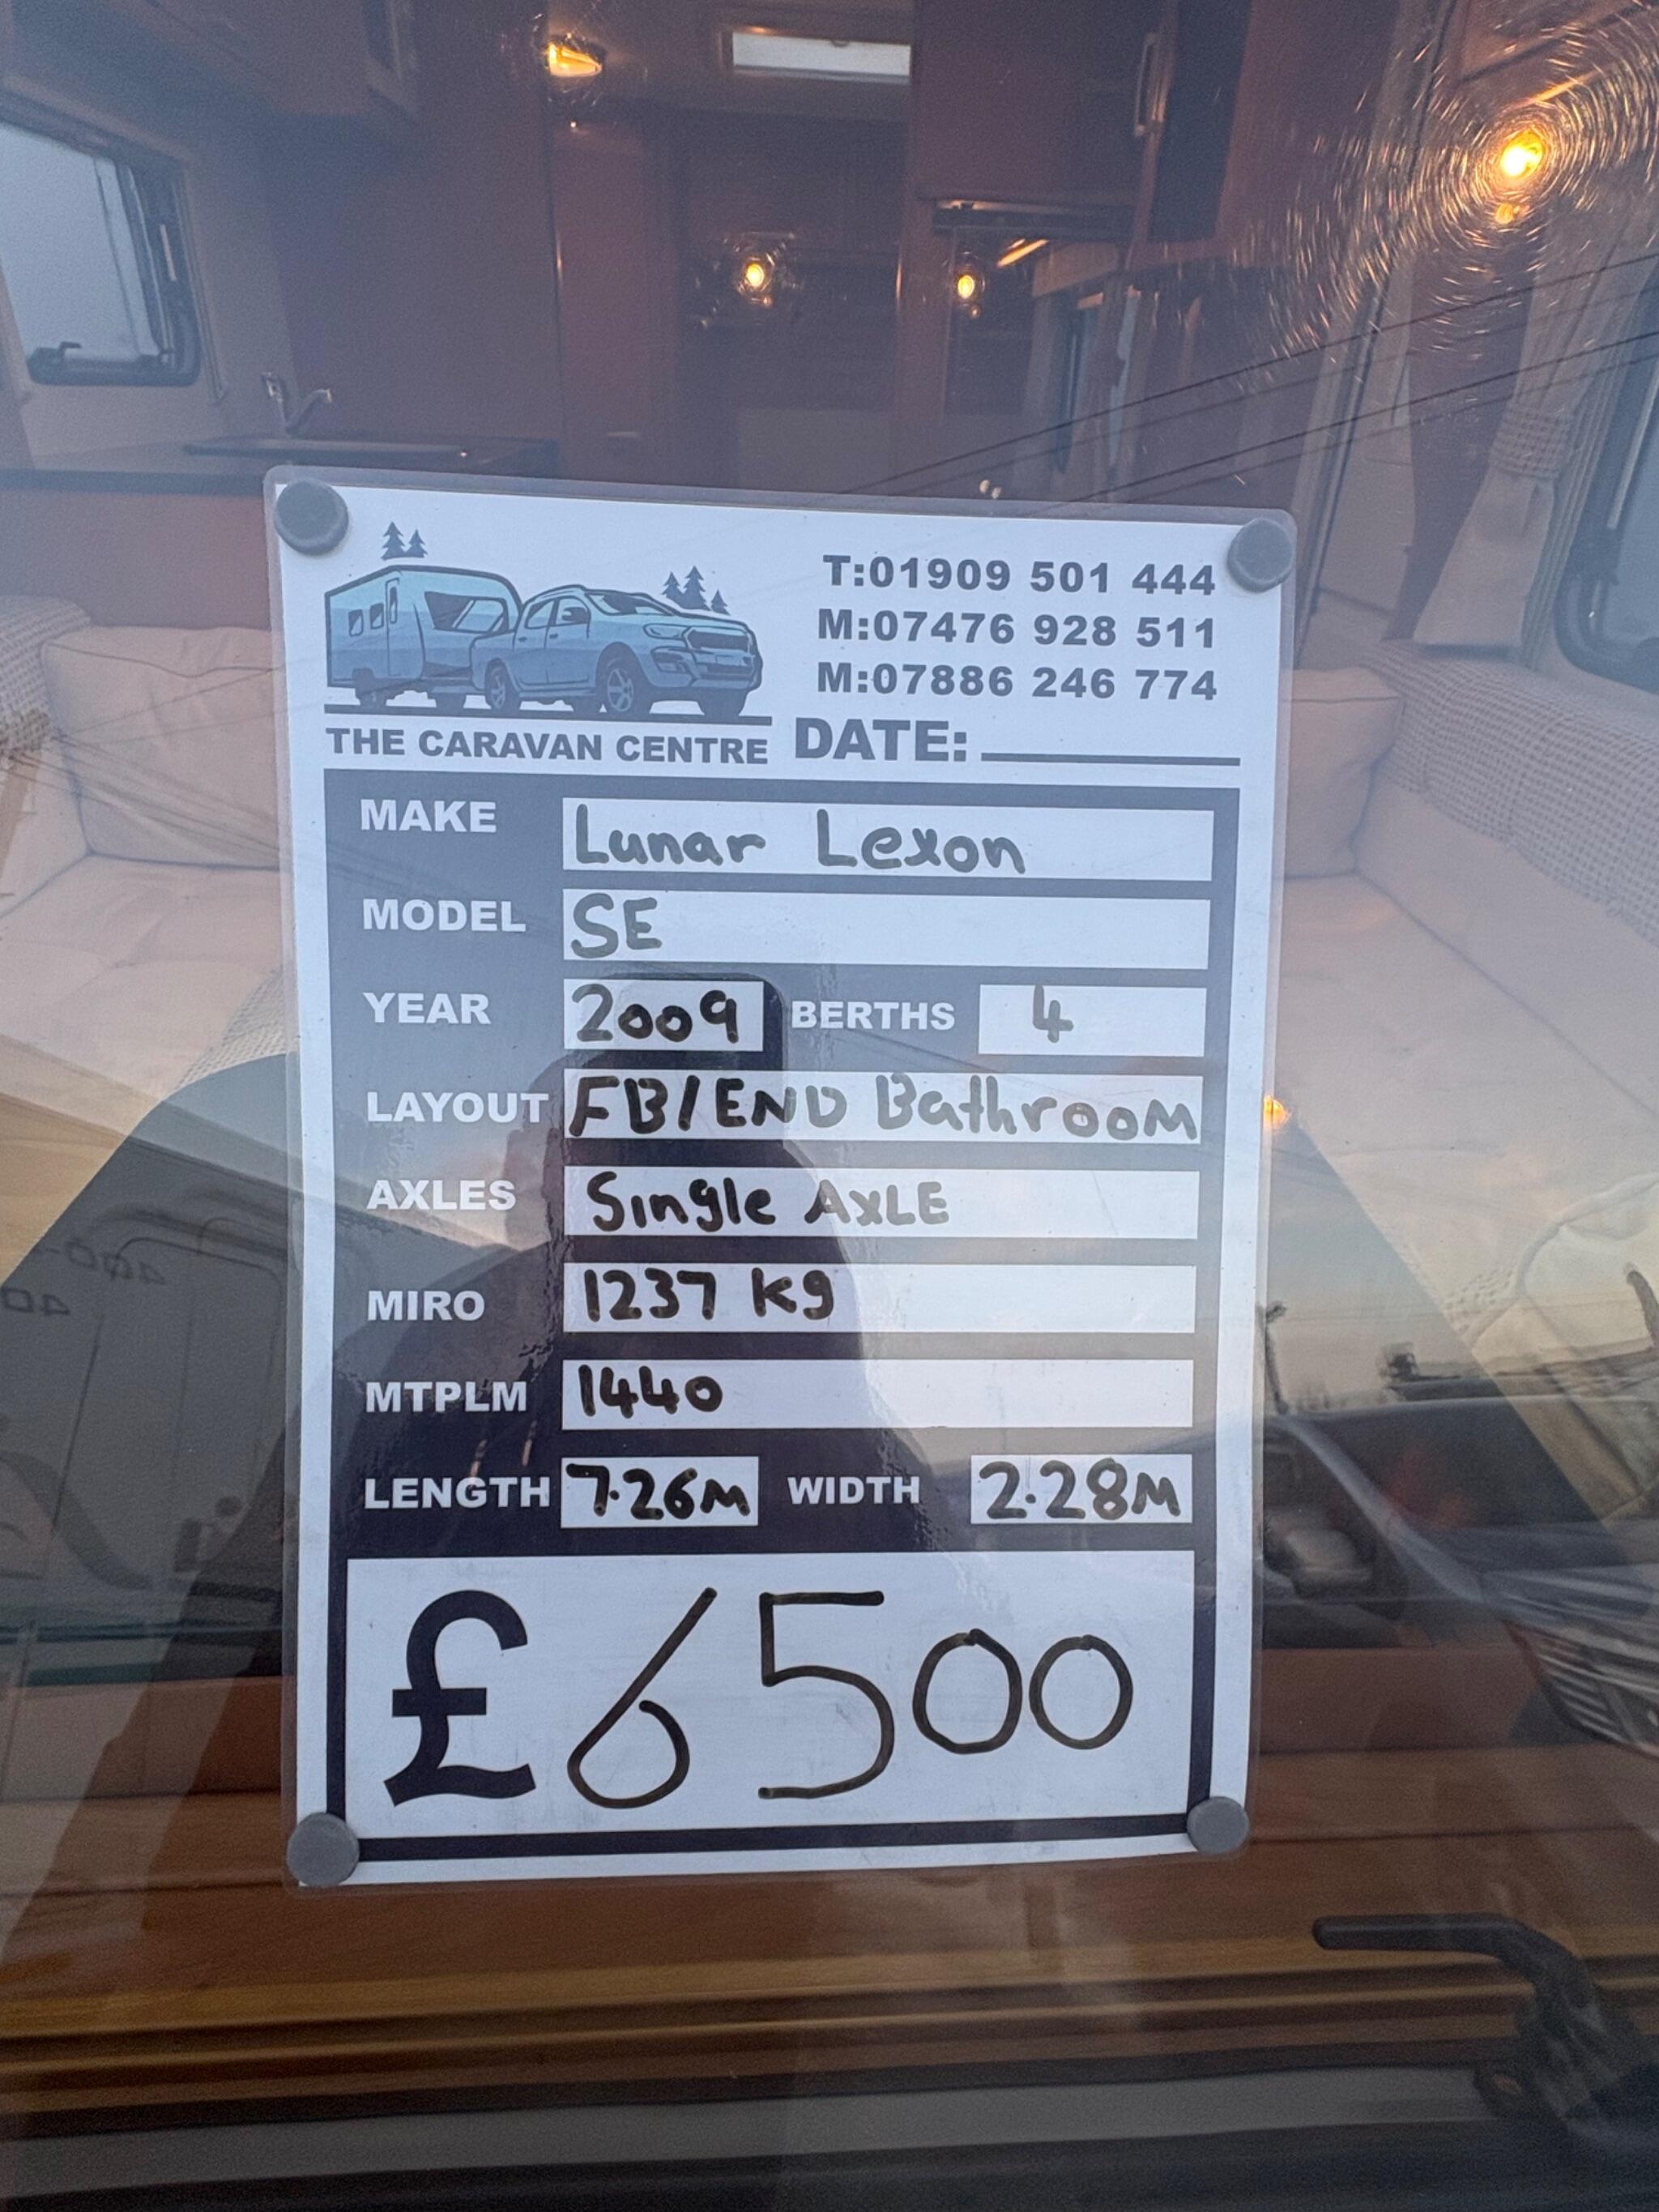 T:01909 501 444
M:07476 928 511
M:07886 246 774
THE CARAVAN CENTRE DATE:
MAKE Lunar Lexon
MODEL SE
YEAR 2009 BERTHS 4
LAYOUT FB/END Bathroom
AXLES Single AxLE
MIRO 1237 kg
MTPLM 1440
LENGTH 7.26M WIDTH 2.28M
£6500